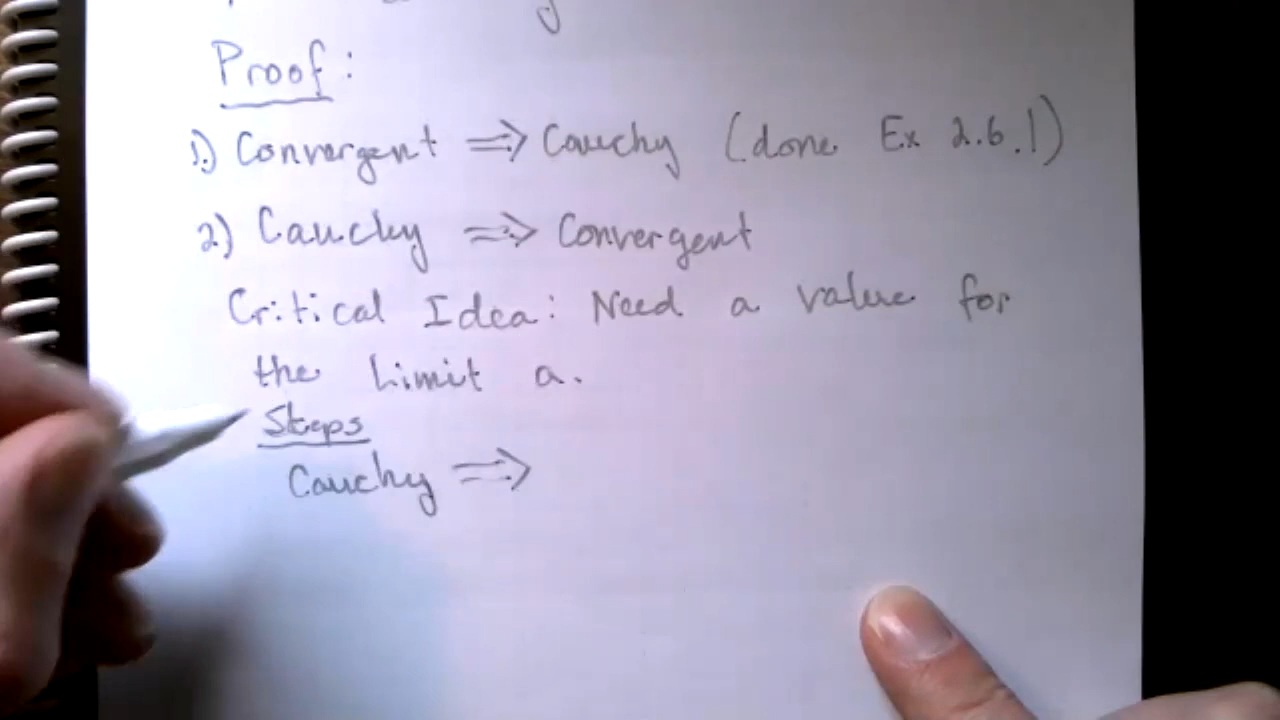 Proof:
1.) Convergent ⇒ Cauchy (done Ex 2.6.1)
2) Cauchy ⇒ Convergent
Critical Idea: Need a value for
the limit a.
Steps
Cauchy ⇒